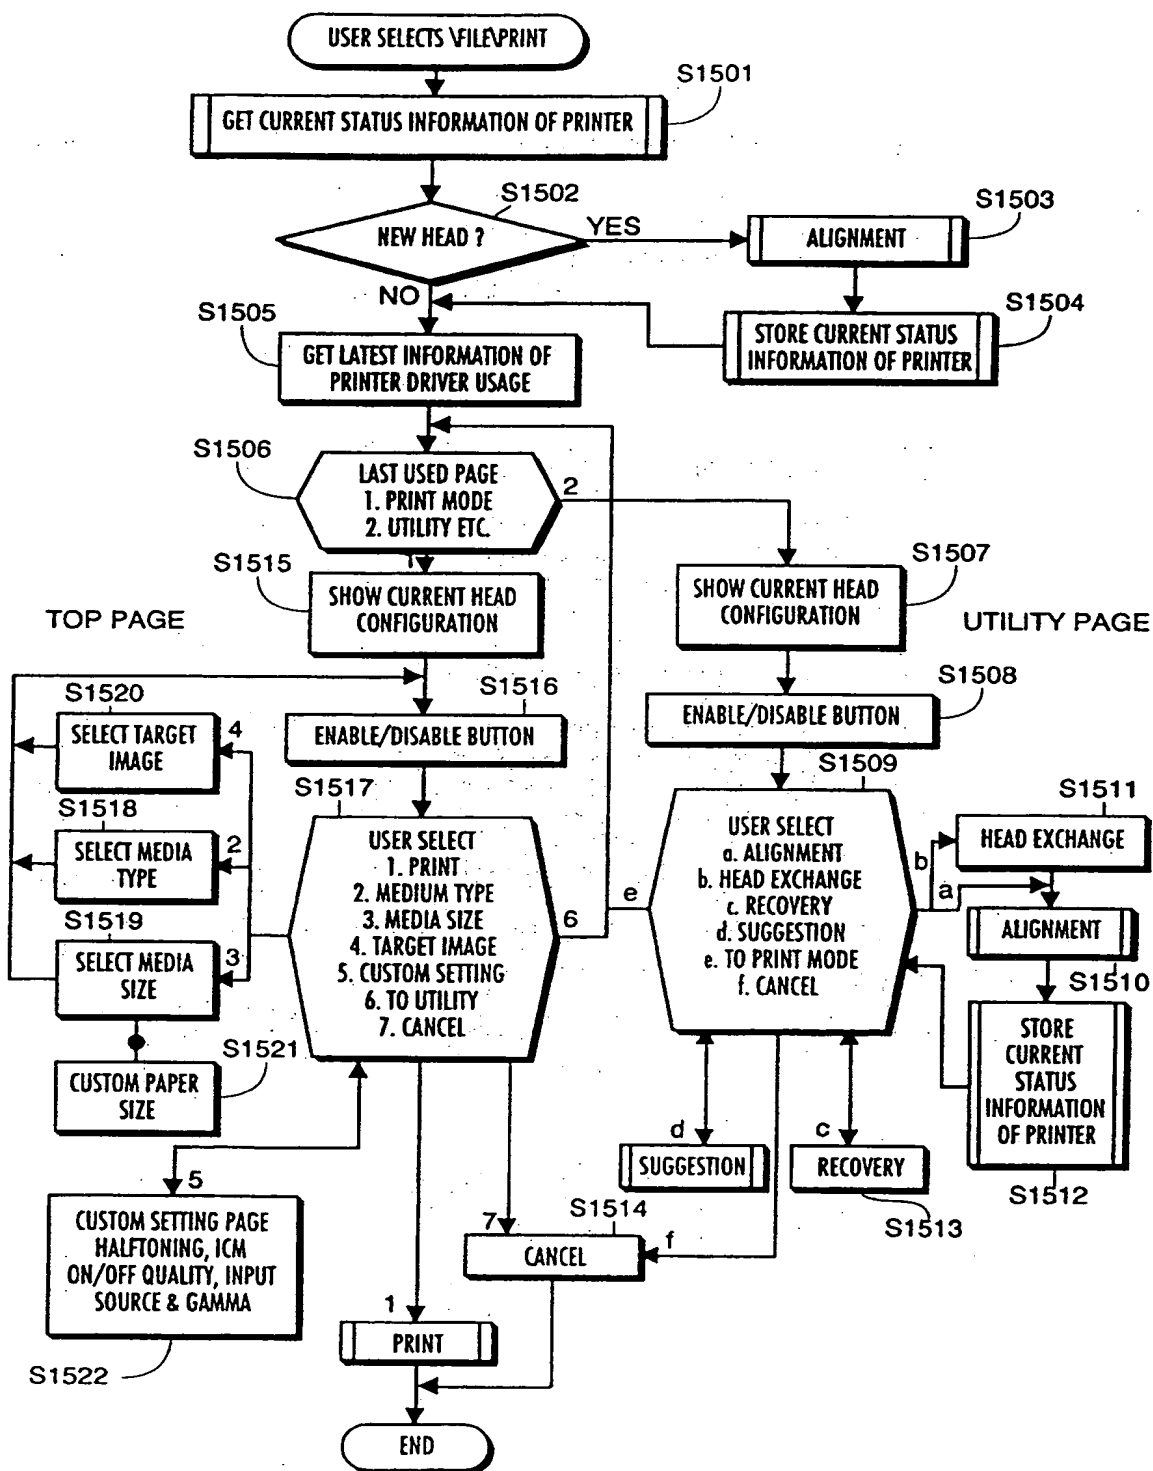 USER SELECTS \FILE\PRINT
S1501
GET CURRENT STATUS INFORMATION OF PRINTER
S1502
NEW HEAD ?
YES
NO
S1503
ALIGNMENT
S1504
STORE CURRENT STATUS
INFORMATION OF PRINTER
S1505
GET LATEST INFORMATION OF
PRINTER DRIVER USAGE
S1506
LAST USED PAGE
1. PRINT MODE
2. UTILITY ETC.
2
1
S1515
SHOW CURRENT HEAD
CONFIGURATION
TOP PAGE
S1507
SHOW CURRENT HEAD
CONFIGURATION
UTILITY PAGE
S1516
ENABLE/DISABLE BUTTON
S1508
ENABLE/DISABLE BUTTON
S1520
SELECT TARGET
IMAGE
4
S1518
SELECT MEDIA
TYPE
2
S1519
SELECT MEDIA
SIZE
3
S1521
CUSTOM PAPER
SIZE
S1517
USER SELECT
1. PRINT
2. MEDIUM TYPE
3. MEDIA SIZE
4. TARGET IMAGE
5. CUSTOM SETTING
6. TO UTILITY
7. CANCEL
6
e
S1509
USER SELECT
a. ALIGNMENT
b. HEAD EXCHANGE
c. RECOVERY
d. SUGGESTION
e. TO PRINT MODE
f. CANCEL
b
a
S1511
HEAD EXCHANGE
ALIGNMENT
S1510
STORE
CURRENT
STATUS
INFORMATION
OF PRINTER
S1512
d
SUGGESTION
c
RECOVERY
S1513
5
CUSTOM SETTING PAGE
HALFTONING, ICM
ON/OFF QUALITY, INPUT
SOURCE & GAMMA
S1522
7
S1514
CANCEL
f
1
PRINT
END